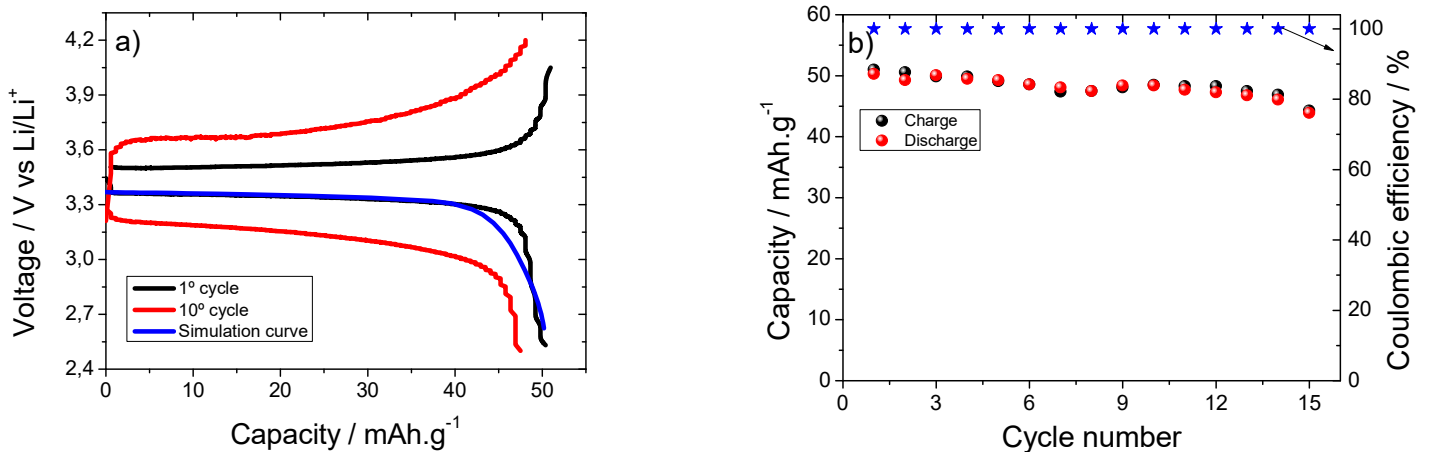 a)
4,2
3,9
3,6
3,3
3,0
2,7
2,4
Voltage / V vs Li/Li⁺
1º cycle
10º cycle
Simulation curve
0 10 20 30 40 50
Capacity / mAh.g⁻¹
b)
60
50
40
30
20
10
0
Capacity / mAh.g⁻¹
Charge
Discharge
100
80
60
40
20
0
Coulombic efficiency / %
0 3 6 9 12 15
Cycle number